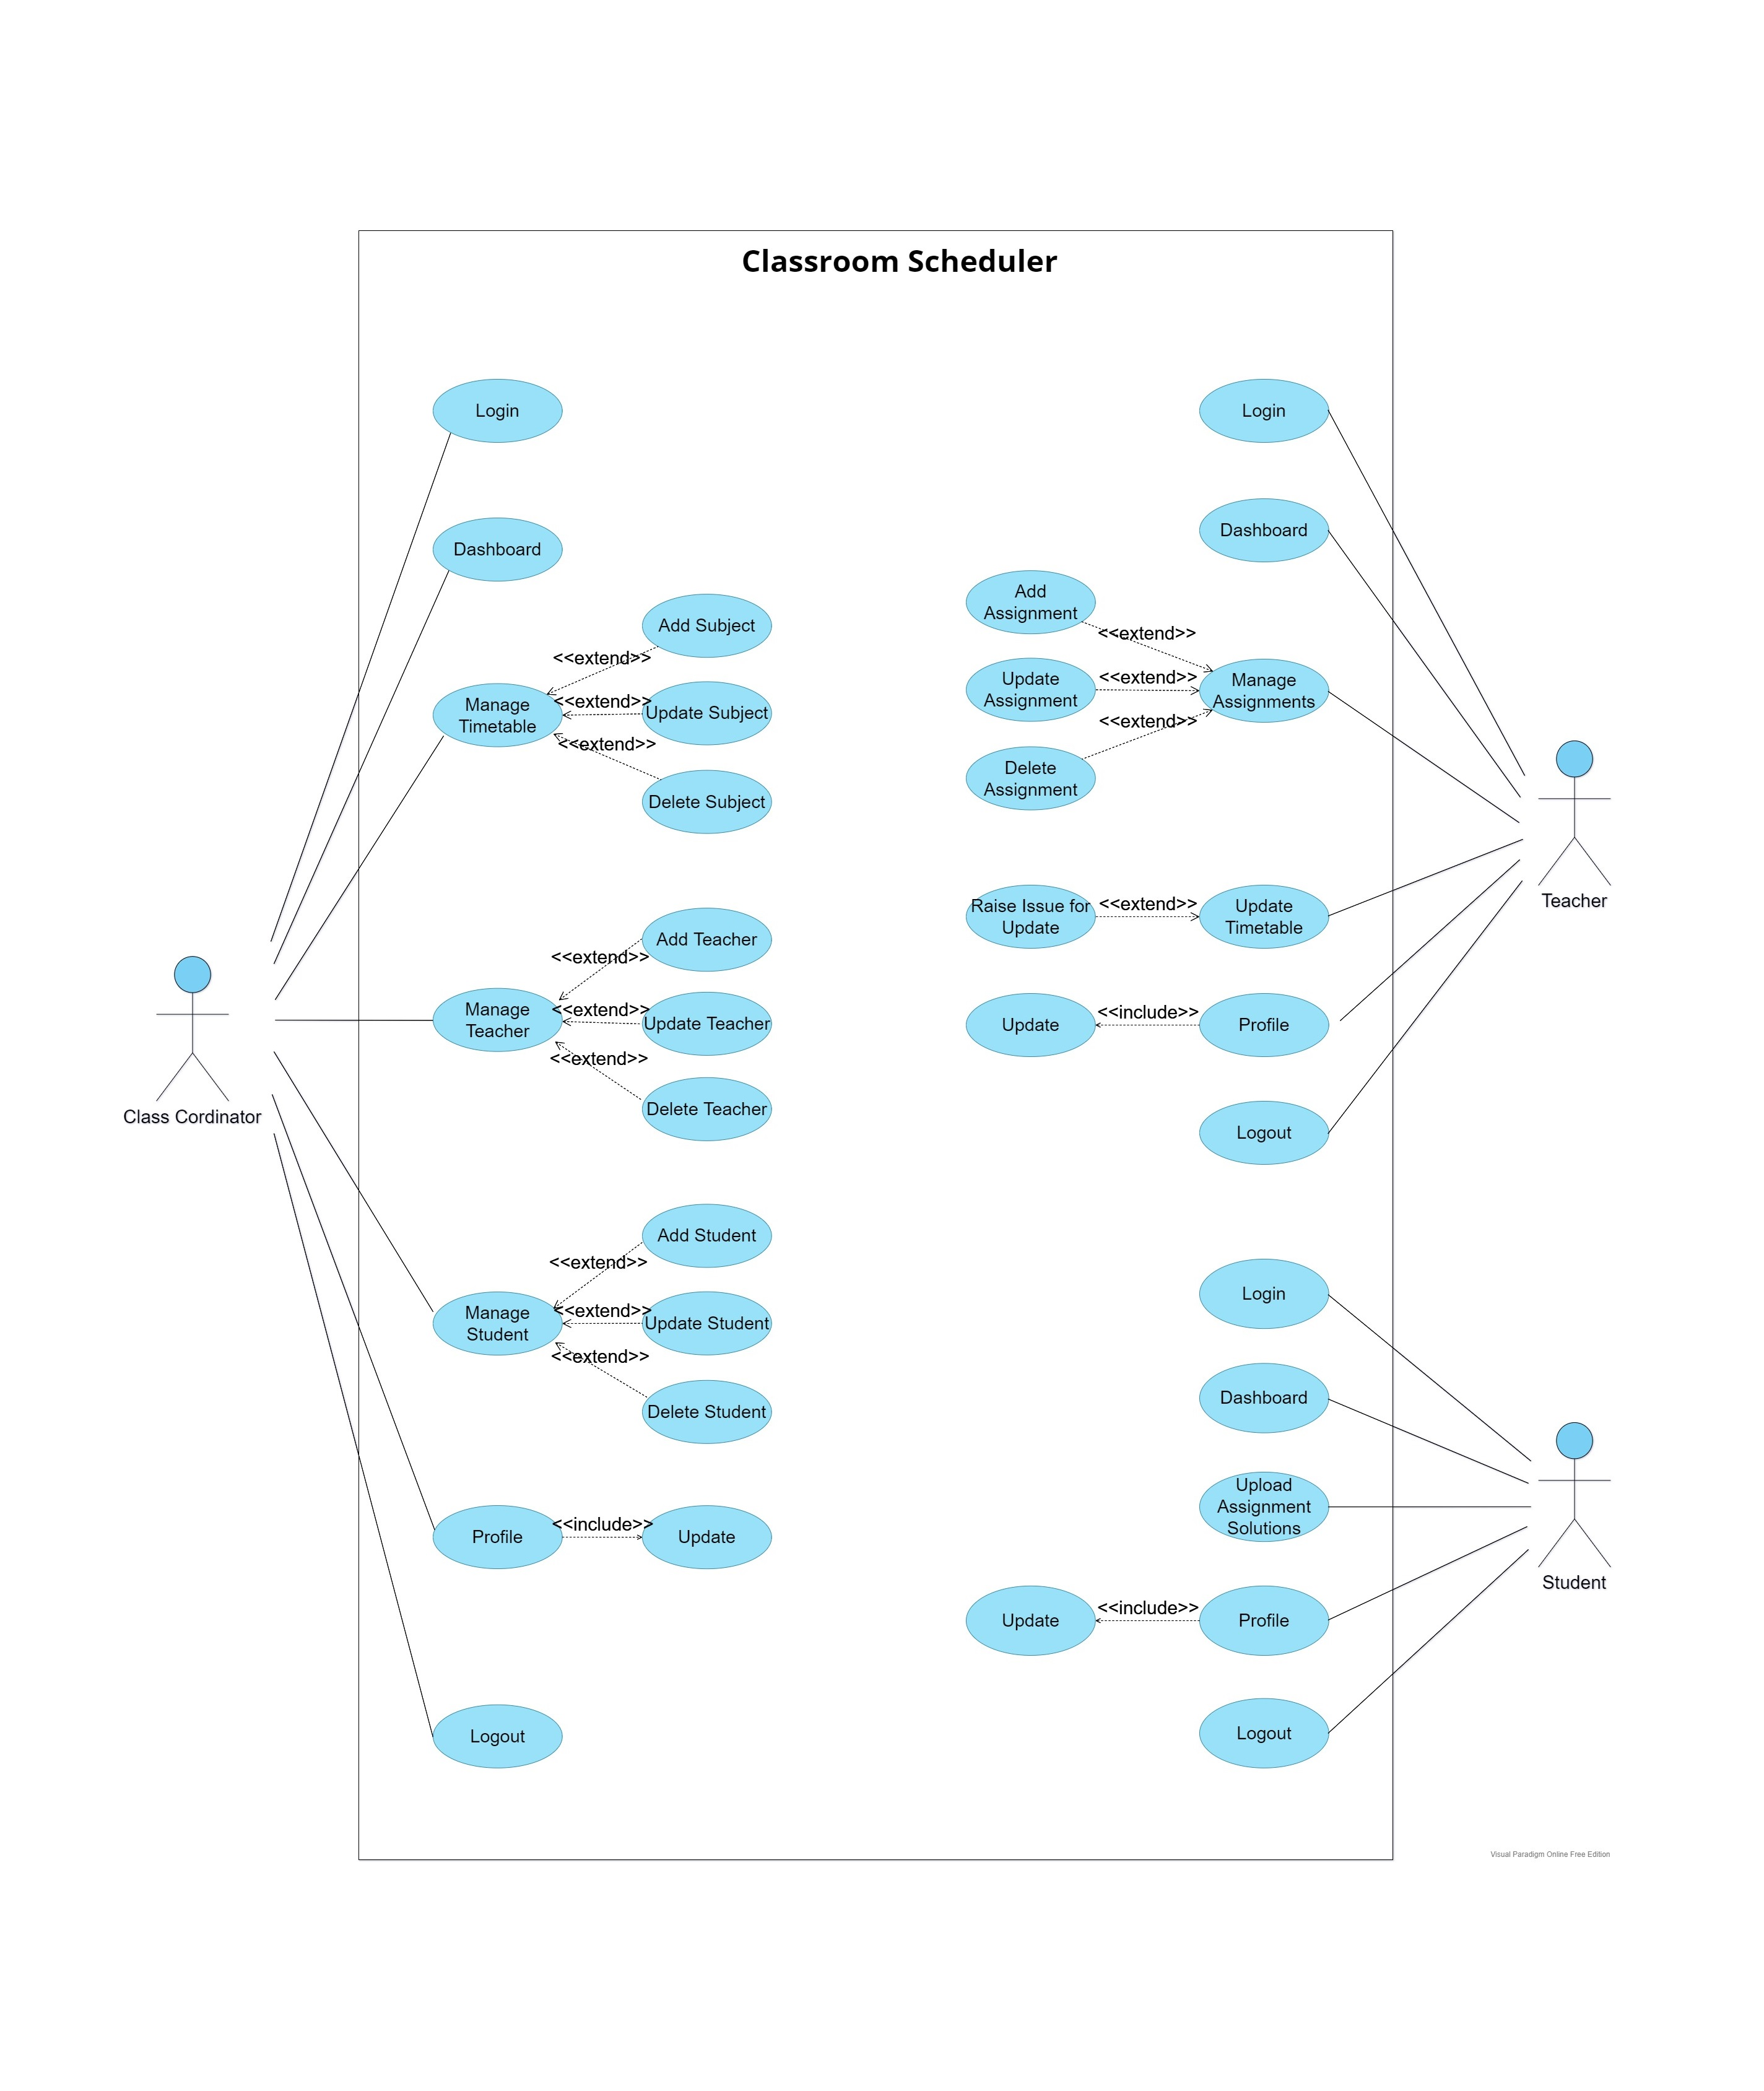 Classroom Scheduler
Login
Dashboard
Add Subject
<<extend>>
Manage
Timetable
<<extend>>
Update Subject
<<extend>>
Delete Subject
Add Teacher
<<extend>>
Manage
Teacher
<<extend>>
Update Teacher
<<extend>>
Delete Teacher
Class Cordinator
Add Student
<<extend>>
Manage
Student
<<extend>>
Update Student
<<extend>>
Delete Student
Profile
<<include>>
Update
Logout
Login
Dashboard
Add
Assignment
<<extend>>
Update
Assignment
<<extend>>
Manage
Assignments
<<extend>>
Delete
Assignment
Teacher
Raise Issue for
Update
<<extend>>
Update
Timetable
Update
<<include>>
Profile
Logout
Login
Dashboard
Upload
Assignment
Solutions
Student
Update
<<include>>
Profile
Logout
Visual Paradigm Online Free Edition